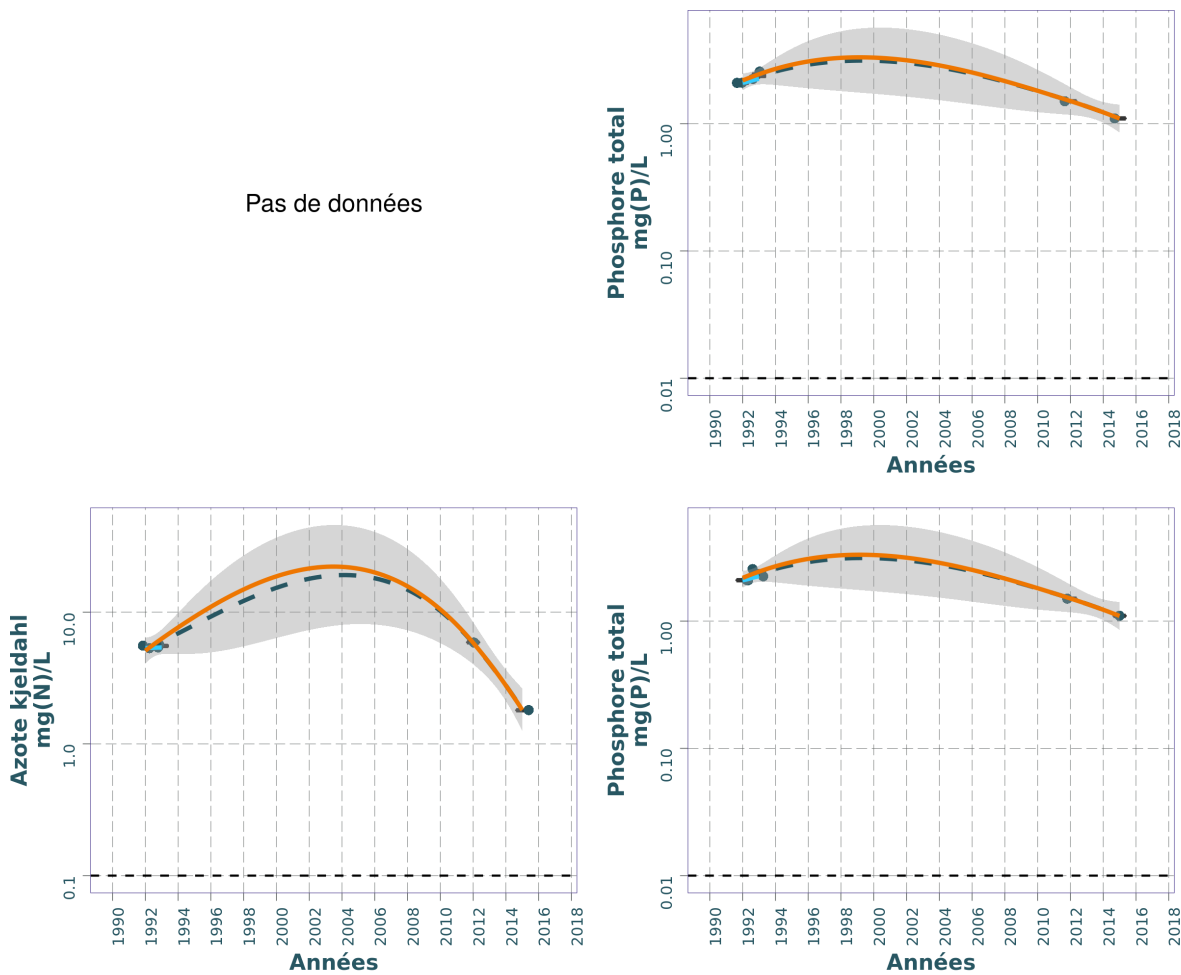 Pas de données
Phosphore total
mg(P)/L
1.00
0.10
0.01
1990 1992 1994 1996 1998 2000 2002 2004 2006 2008 2010 2012 2014 2016 2018
Années
Azote kjeldahl
mg(N)/L
10.0
1.0
0.1
1990 1992 1994 1996 1998 2000 2002 2004 2006 2008 2010 2012 2014 2016 2018
Années
Phosphore total
mg(P)/L
1.00
0.10
0.01
1990 1992 1994 1996 1998 2000 2002 2004 2006 2008 2010 2012 2014 2016 2018
Années